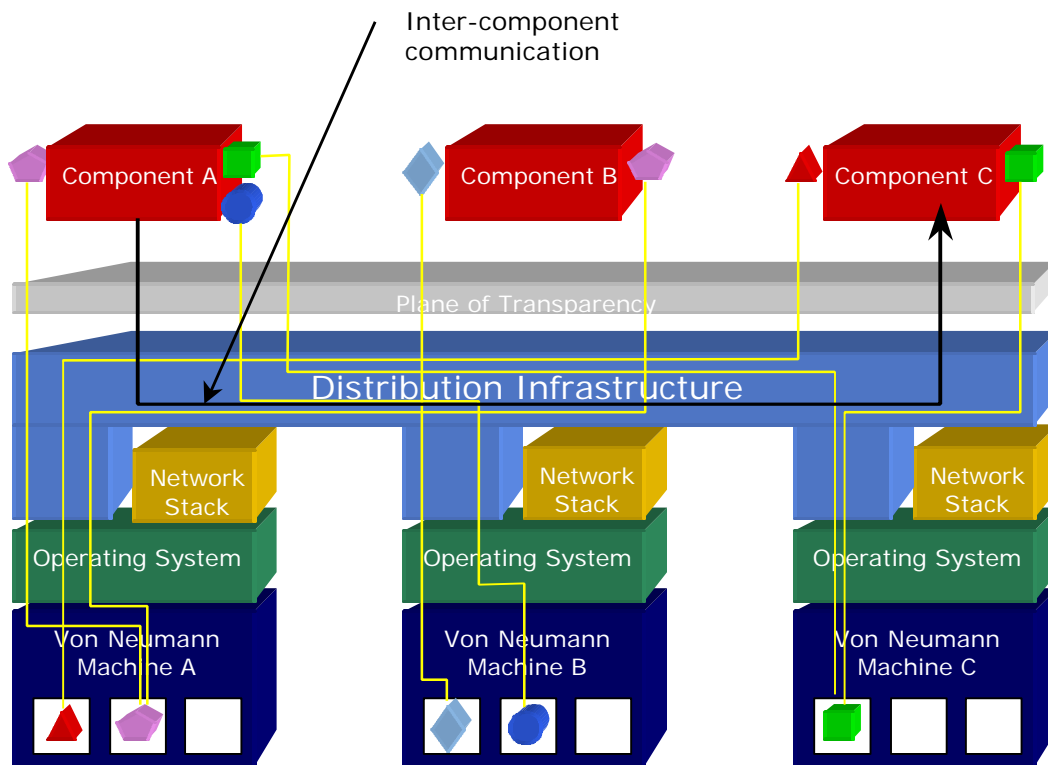 Inter-component
communication
Component A
Component B
Component C
Plane of Transparency
Distribution Infrastructure
Network
Stack
Network
Stack
Network
Stack
Operating System
Operating System
Operating System
Von Neumann
Machine A
Von Neumann
Machine B
Von Neumann
Machine C